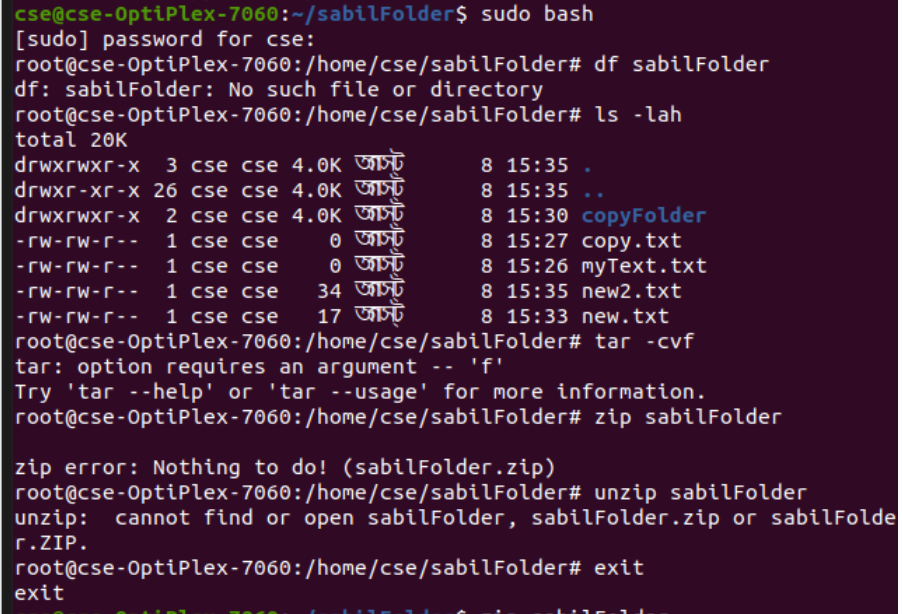 cse@cse-OptiPlex-7060:~/sabilFolder$ sudo bash
[sudo] password for cse:
root@cse-OptiPlex-7060:/home/cse/sabilFolder# df sabilFolder
df: sabilFolder: No such file or directory
root@cse-OptiPlex-7060:/home/cse/sabilFolder# ls -lah
total 20K
drwxrwxr-x  3 cse cse 4.0K আগস্ট      8 15:35 .
drwxr-xr-x 26 cse cse 4.0K আগস্ট      8 15:35 ..
drwxrwxr-x  2 cse cse 4.0K আগস্ট      8 15:30 copyFolder
-rw-rw-r--  1 cse cse    0 আগস্ট      8 15:27 copy.txt
-rw-rw-r--  1 cse cse    0 আগস্ট      8 15:26 myText.txt
-rw-rw-r--  1 cse cse   34 আগস্ট      8 15:35 new2.txt
-rw-rw-r--  1 cse cse   17 আগস্ট      8 15:33 new.txt
root@cse-OptiPlex-7060:/home/cse/sabilFolder# tar -cvf
tar: option requires an argument -- 'f'
Try 'tar --help' or 'tar --usage' for more information.
root@cse-OptiPlex-7060:/home/cse/sabilFolder# zip sabilFolder
zip error: Nothing to do! (sabilFolder.zip)
root@cse-OptiPlex-7060:/home/cse/sabilFolder# unzip sabilFolder
unzip:  cannot find or open sabilFolder, sabilFolder.zip or sabilFolde
r.ZIP.
root@cse-OptiPlex-7060:/home/cse/sabilFolder# exit
exit